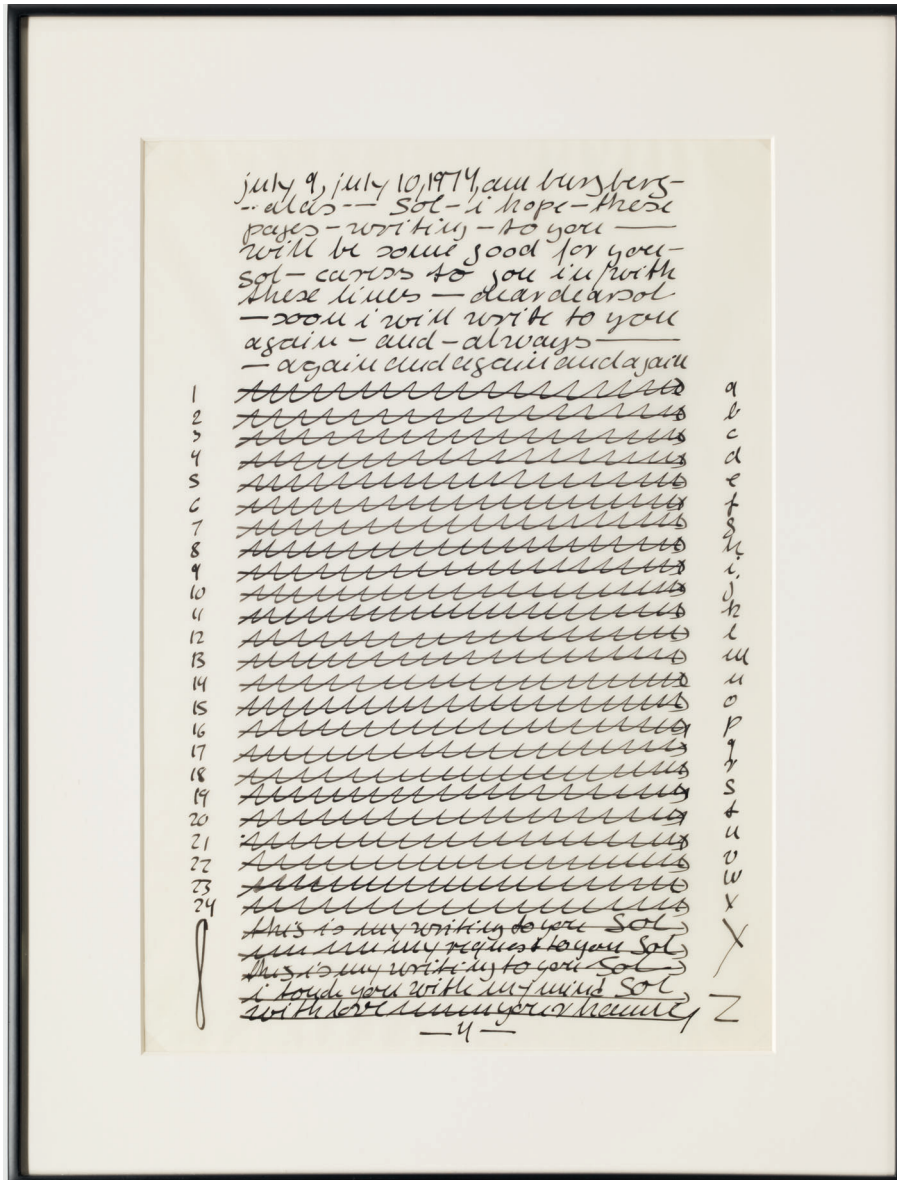 july 9, july 10, 1974, am burgberg-
-- alas -- Sol - i hope - these
pages - writing - to you —
will be some good for you -
sol - caress to you in/with
these lines — deardearsol
— soon i will write to you
again - and - always —
— again and again and again
1 a
2 b
3 c
4 d
5 e
6 f
7 g
8 h
9 i
10 j
11 k
12 l
13 m
14 n
15 o
16 p
17 q
18 r
19 s
20 t
21 u
22 v
23 w
24 x
this is my writing to you Sol y
my request to you Sol
this is my writing to you Sol
i touch you with my mind Sol
with love your hanne, z
— 4 —